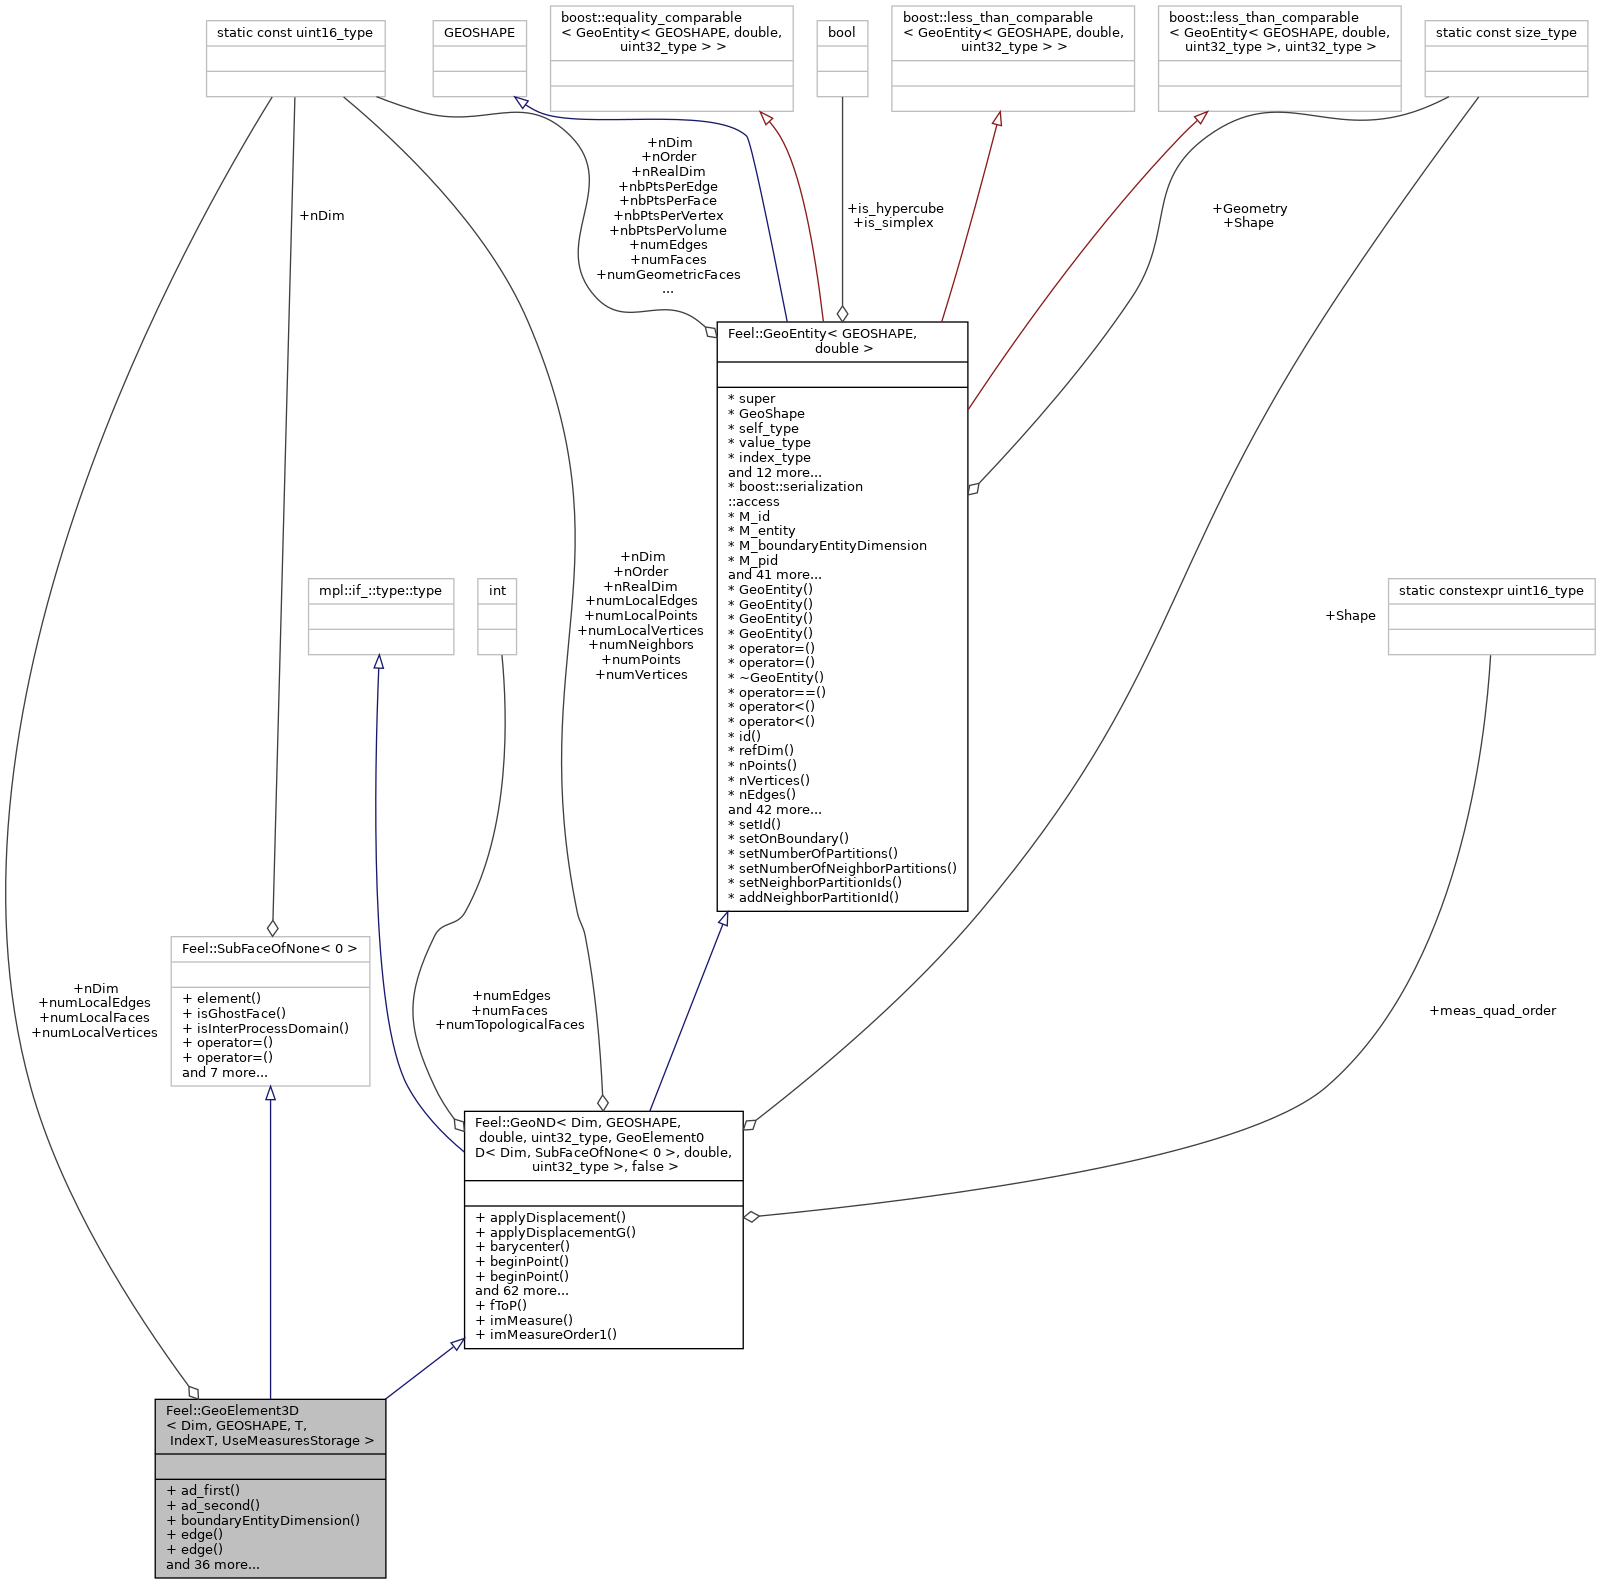 static const uint16_type
GEOSHAPE
boost::equality_comparable
< GeoEntity< GEOSHAPE, double,
uint32_type > >
bool
boost::less_than_comparable
< GeoEntity< GEOSHAPE, double,
uint32_type > >
boost::less_than_comparable
< GeoEntity< GEOSHAPE, double,
uint32_type >, uint32_type >
static const size_type
+nDim
+nOrder
+nRealDim
+nbPtsPerEdge
+nbPtsPerFace
+nbPtsPerVertex
+nbPtsPerVolume
+numEdges
+numFaces
+numGeometricFaces
...
+nDim
+is_hypercube
+is_simplex
+Geometry
+Shape
Feel::GeoEntity< GEOSHAPE,
double >
* super
* GeoShape
* self_type
* value_type
* index_type
and 12 more...
* boost::serialization
::access
* M_id
* M_entity
* M_boundaryEntityDimension
* M_pid
and 41 more...
* GeoEntity()
* GeoEntity()
* GeoEntity()
* GeoEntity()
* operator=()
* operator=()
* ~GeoEntity()
* operator==()
* operator<()
* operator<()
* id()
* refDim()
* nPoints()
* nVertices()
* nEdges()
and 42 more...
* setId()
* setOnBoundary()
* setNumberOfPartitions()
* setNumberOfNeighborPartitions()
* setNeighborPartitionIds()
* addNeighborPartitionId()
mpl::if_::type::type
int
+nDim
+nOrder
+nRealDim
+numLocalEdges
+numLocalPoints
+numLocalVertices
+numNeighbors
+numPoints
+numVertices
+Shape
static constexpr uint16_type
Feel::SubFaceOfNone< 0 >
+ element()
+ isGhostFace()
+ isInterProcessDomain()
+ operator=()
+ operator=()
and 7 more...
+nDim
+numLocalEdges
+numLocalFaces
+numLocalVertices
+numEdges
+numFaces
+numTopologicalFaces
+meas_quad_order
Feel::GeoND< Dim, GEOSHAPE,
double, uint32_type, GeoElement0
D< Dim, SubFaceOfNone< 0 >, double,
uint32_type >, false >
+ applyDisplacement()
+ applyDisplacementG()
+ barycenter()
+ beginPoint()
+ beginPoint()
and 62 more...
+ fToP()
+ imMeasure()
+ imMeasureOrder1()
Feel::GeoElement3D
< Dim, GEOSHAPE, T,
IndexT, UseMeasuresStorage >
+ ad_first()
+ ad_second()
+ boundaryEntityDimension()
+ edge()
+ edge()
and 36 more...